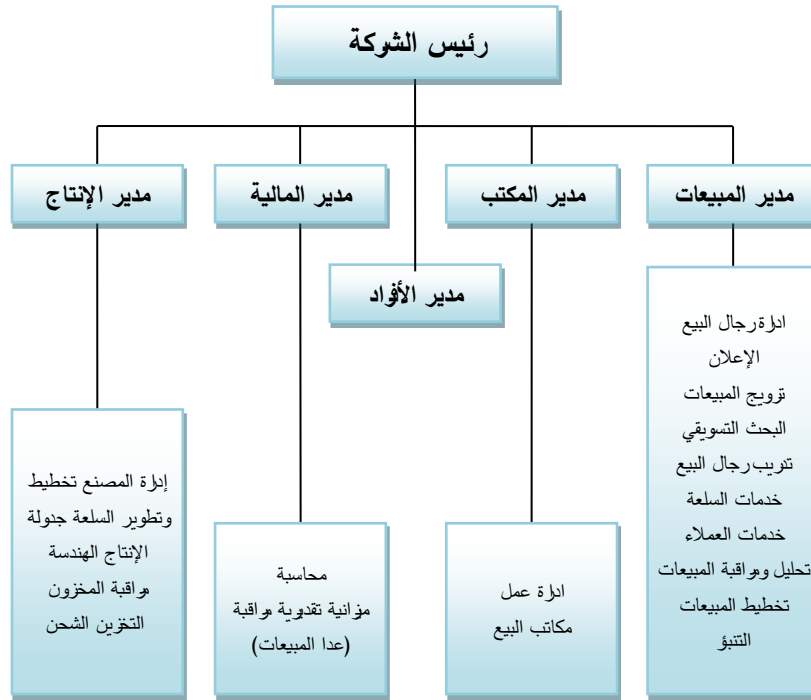 رئيس الشركة
مدير المبيعات
مدير المكتب
مدير المالية
مدير الإنتاج
مدير الأفراد
ادارة رجال البيع
الإعلان
ترويج المبيعات
البحث التسويقي
تدريب رجال البيع
خدمات السلعة
خدمات العملاء
تحليل ومراقبة المبيعات
تخطيط المبيعات
التنبؤ
ادارة عمل
مكاتب البيع
محاسبة
موازنية تقديرية مراقبة
(عدا المبيعات)
إدارة المصنع تخطيط
وتطوير السلعة جدولة
الإنتاج الهندسة
مراقبة المخزون
التخزين الشحن